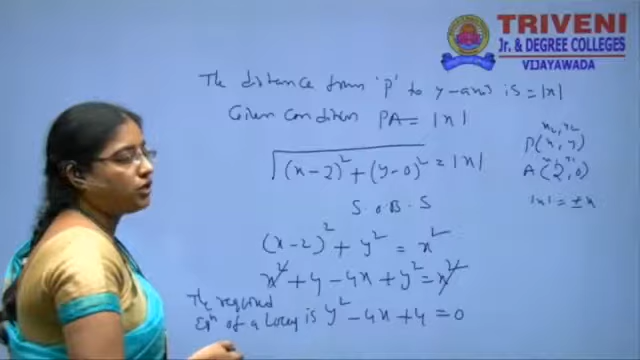 TRIVENI
Jr. & DEGREE COLLEGES
VIJAYAWADA
The distance from 'P' to y-axis is = |x|
Given condition PA = |x|
√(x-2)² + (y-0)² = |x|
S.O.B.S
(x-2)² + y² = x²
x² + 4 - 4x + y² = x²
The required
Eqn of a Locus is y² - 4x + 4 = 0
P(x, y)
A(2, 0)
|x| = ±x